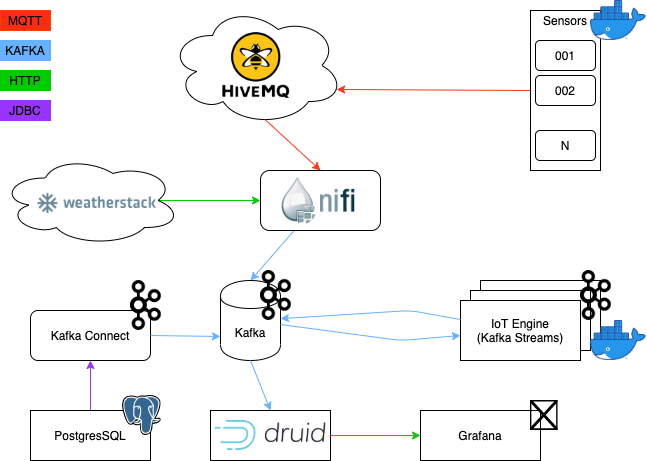 MQTT
KAFKA
HTTP
JDBC
HIVEMQ
Sensors
001
002
N
weatherstack
nifi
Kafka Connect
Kafka
IoT Engine
(Kafka Streams)
PostgresSQL
druid
Grafana